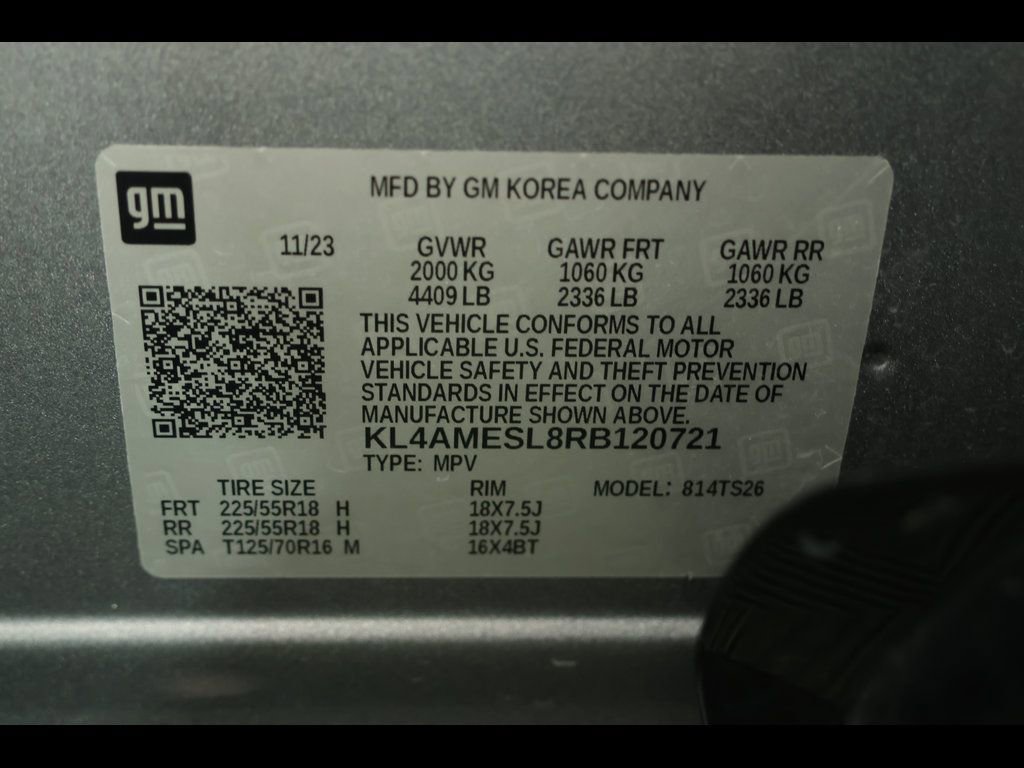 gm
MFD BY GM KOREA COMPANY
11/23 GVWR GAWR FRT GAWR RR
2000 KG 1060 KG 1060 KG
4409 LB 2336 LB 2336 LB
THIS VEHICLE CONFORMS TO ALL
APPLICABLE U.S. FEDERAL MOTOR
VEHICLE SAFETY AND THEFT PREVENTION
STANDARDS IN EFFECT ON THE DATE OF
MANUFACTURE SHOWN ABOVE.
KL4AMESL8RB120721
TYPE: MPV
TIRE SIZE RIM MODEL: 814TS26
FRT 225/55R18 H 18X7.5J
RR 225/55R18 H 18X7.5J
SPA T125/70R16 M 16X4BT